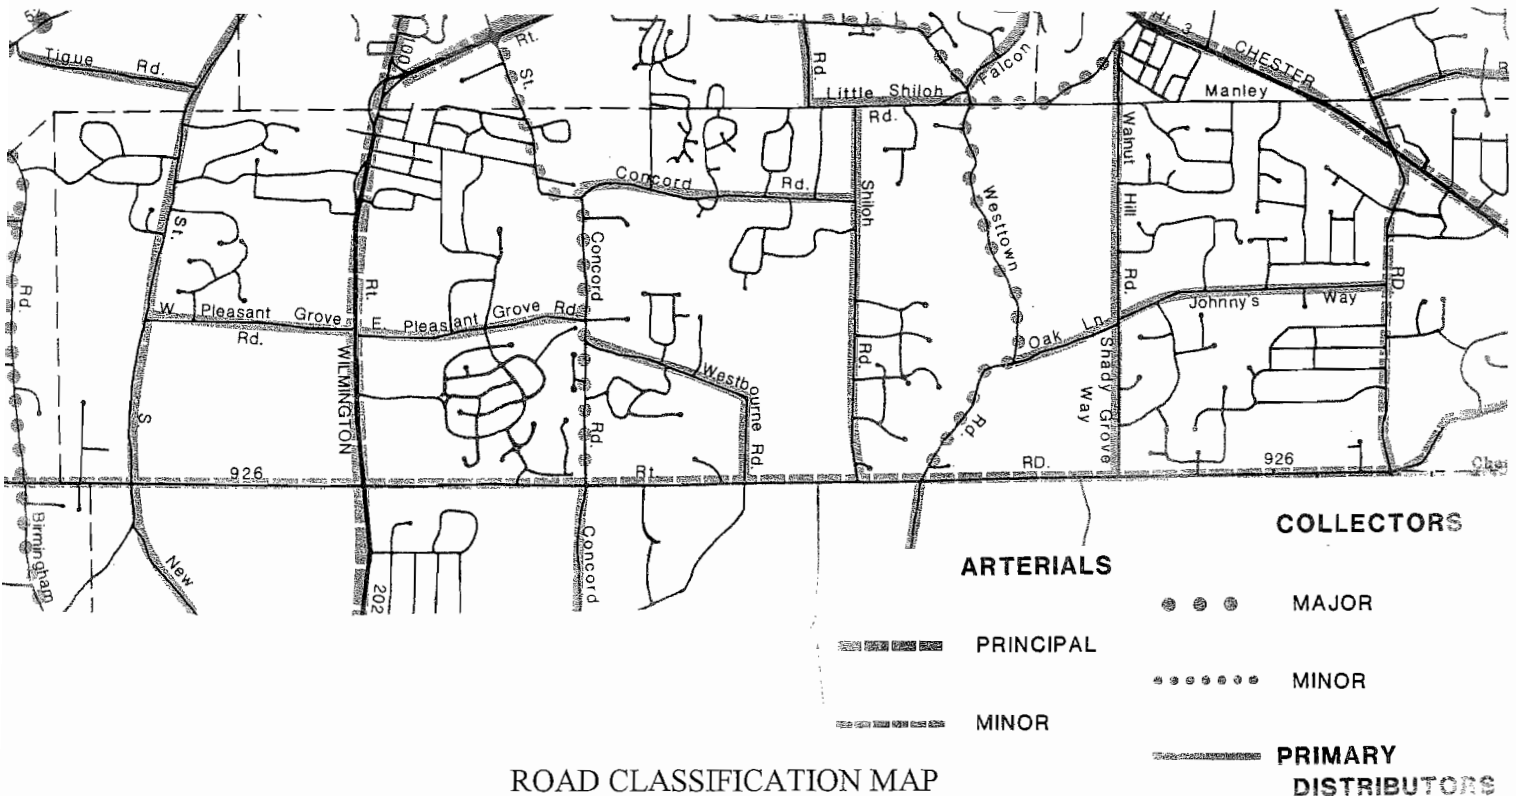 Tigue Rd.
Rt.
St.
Rd.
Little Shiloh
Rd.
Falcon
Rt. 3
CHESTER
Manley
R
Walnut
Hill
Rd.
Concord Rd.
Shiloh
Rd
Westtown
Rd.
St.
Rd.
Rt.
Concord
Rd.
W. Pleasant Grove
Rd.
E. Pleasant Grove Rd.
WILMINGTON
Westbourne Rd.
Oak Ln.
Johnny's Way
RD.
Shady Grove
Way
S
926
Rt.
RD.
926
Birmingham
New
202
Concord
COLLECTORS
ARTERIALS
MAJOR
PRINCIPAL
MINOR
MINOR
PRIMARY
DISTRIBUTORS
ROAD CLASSIFICATION MAP